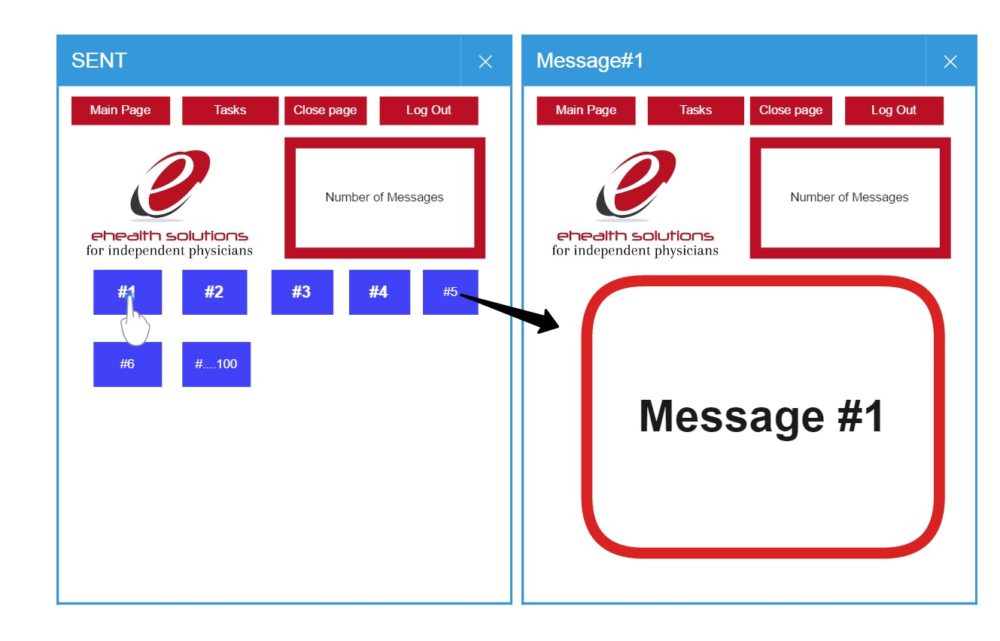 SENT
Main Page Tasks Close page Log Out
Number of Messages
ehealth solutions
for independent physicians
#1 #2 #3 #4 #5
#6 #....100
Message#1
Main Page Tasks Close page Log Out
Number of Messages
ehealth solutions
for independent physicians
Message #1